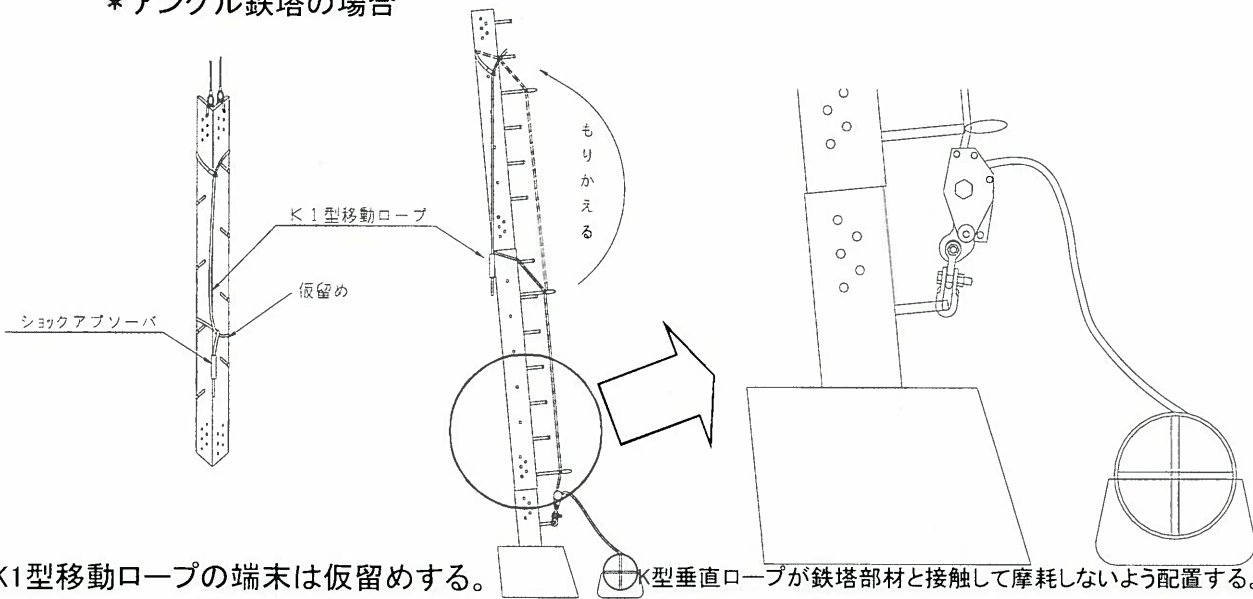 *アングル鉄塔の場合
もりかえる
K1型移動ロープ
仮留め
ショックアブソーバ
K1型移動ロープの端末は仮留めする。
K型垂直ロープが鉄塔部材と接触して摩耗しないよう配置する。